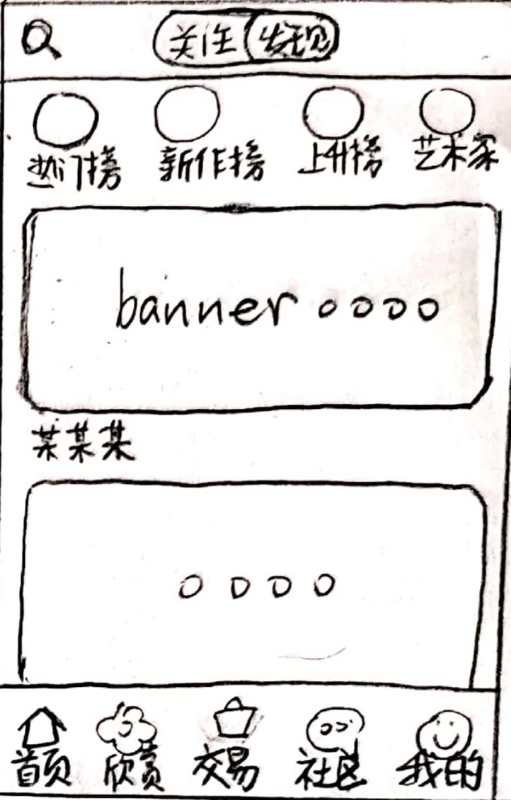 关注 发现
热门榜 新作榜 上升榜 艺术家
banner
某某某
首页 欣赏 交易 社区 我的